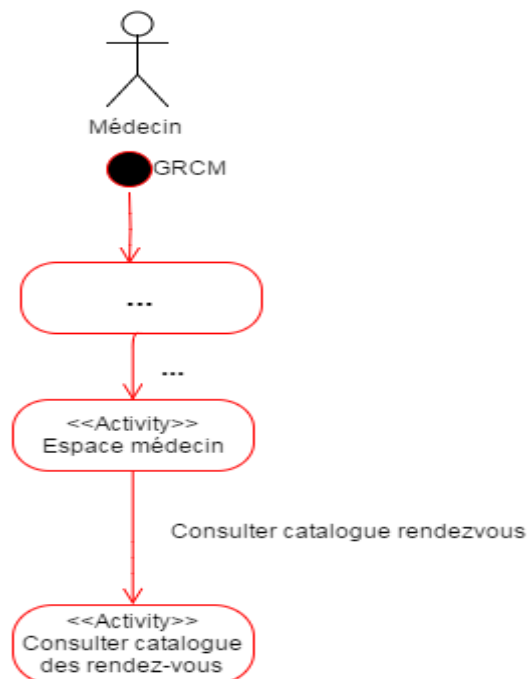 Médecin
GRCM
...
...
<<Activity>>
Espace médecin
Consulter catalogue rendezvous
<<Activity>>
Consulter catalogue
des rendez-vous